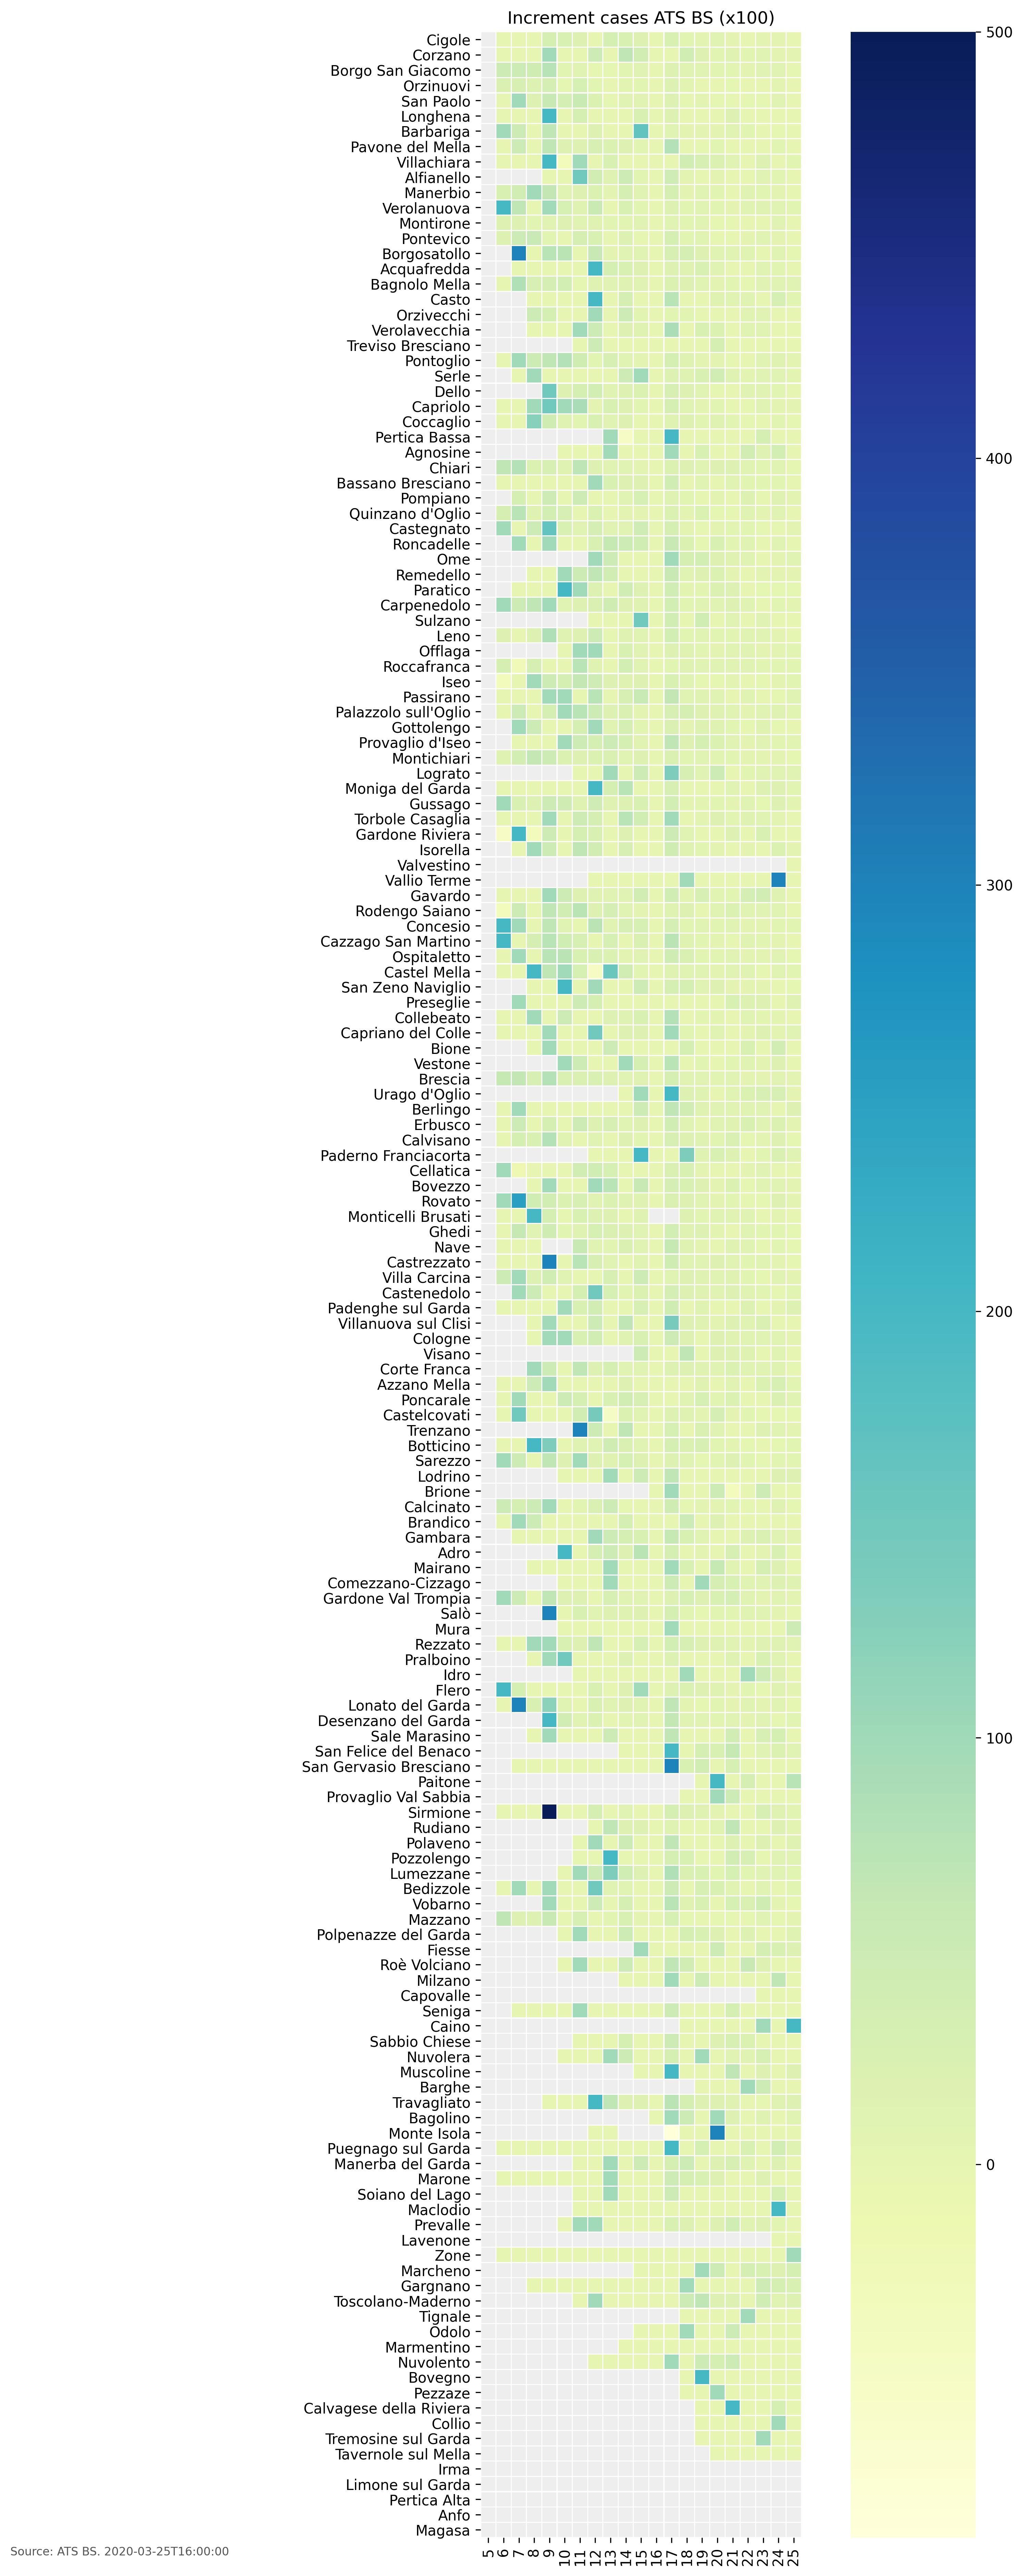 Increment cases ATS BS (x100)
Cigole
Corzano
Borgo San Giacomo
Orzinuovi
San Paolo
Longhena
Barbariga
Pavone del Mella
Villachiara
Alfianello
Manerbio
Verolanuova
Montirone
Pontevico
Borgosatollo
Acquafredda
Bagnolo Mella
Casto
Orzivecchi
Verolavecchia
Treviso Bresciano
Pontoglio
Serle
Dello
Capriolo
Coccaglio
Pertica Bassa
Agnosine
Chiari
Bassano Bresciano
Pompiano
Quinzano d'Oglio
Castegnato
Roncadelle
Ome
Remedello
Paratico
Carpenedolo
Sulzano
Leno
Offlaga
Roccafranca
Iseo
Passirano
Palazzolo sull'Oglio
Gottolengo
Provaglio d'Iseo
Montichiari
Lograto
Moniga del Garda
Gussago
Torbole Casaglia
Gardone Riviera
Isorella
Valvestino
Vallio Terme
Gavardo
Rodengo Saiano
Concesio
Cazzago San Martino
Ospitaletto
Castel Mella
San Zeno Naviglio
Preseglie
Collebeato
Capriano del Colle
Bione
Vestone
Brescia
Urago d'Oglio
Berlingo
Erbusco
Calvisano
Paderno Franciacorta
Cellatica
Bovezzo
Rovato
Monticelli Brusati
Ghedi
Nave
Castrezzato
Villa Carcina
Castenedolo
Padenghe sul Garda
Villanuova sul Clisi
Cologne
Visano
Corte Franca
Azzano Mella
Poncarale
Castelcovati
Trenzano
Botticino
Sarezzo
Lodrino
Brione
Calcinato
Brandico
Gambara
Adro
Mairano
Comezzano-Cizzago
Gardone Val Trompia
Salò
Mura
Rezzato
Pralboino
Idro
Flero
Lonato del Garda
Desenzano del Garda
Sale Marasino
San Felice del Benaco
San Gervasio Bresciano
Paitone
Provaglio Val Sabbia
Sirmione
Rudiano
Polaveno
Pozzolengo
Lumezzane
Bedizzole
Vobarno
Mazzano
Polpenazze del Garda
Fiesse
Roè Volciano
Milzano
Capovalle
Seniga
Caino
Sabbio Chiese
Nuvolera
Muscoline
Barghe
Travagliato
Bagolino
Monte Isola
Puegnago sul Garda
Manerba del Garda
Marone
Soiano del Lago
Maclodio
Prevalle
Lavenone
Zone
Marcheno
Gargnano
Toscolano-Maderno
Tignale
Odolo
Marmentino
Nuvolento
Bovegno
Pezzaze
Calvagese della Riviera
Collio
Tremosine sul Garda
Tavernole sul Mella
Irma
Limone sul Garda
Pertica Alta
Anfo
Magasa
5 6 7 8 9 10 11 12 13 14 15 16 17 18 19 20 21 22 23 24 25
500
400
300
200
100
0
Source: ATS BS. 2020-03-25T16:00:00